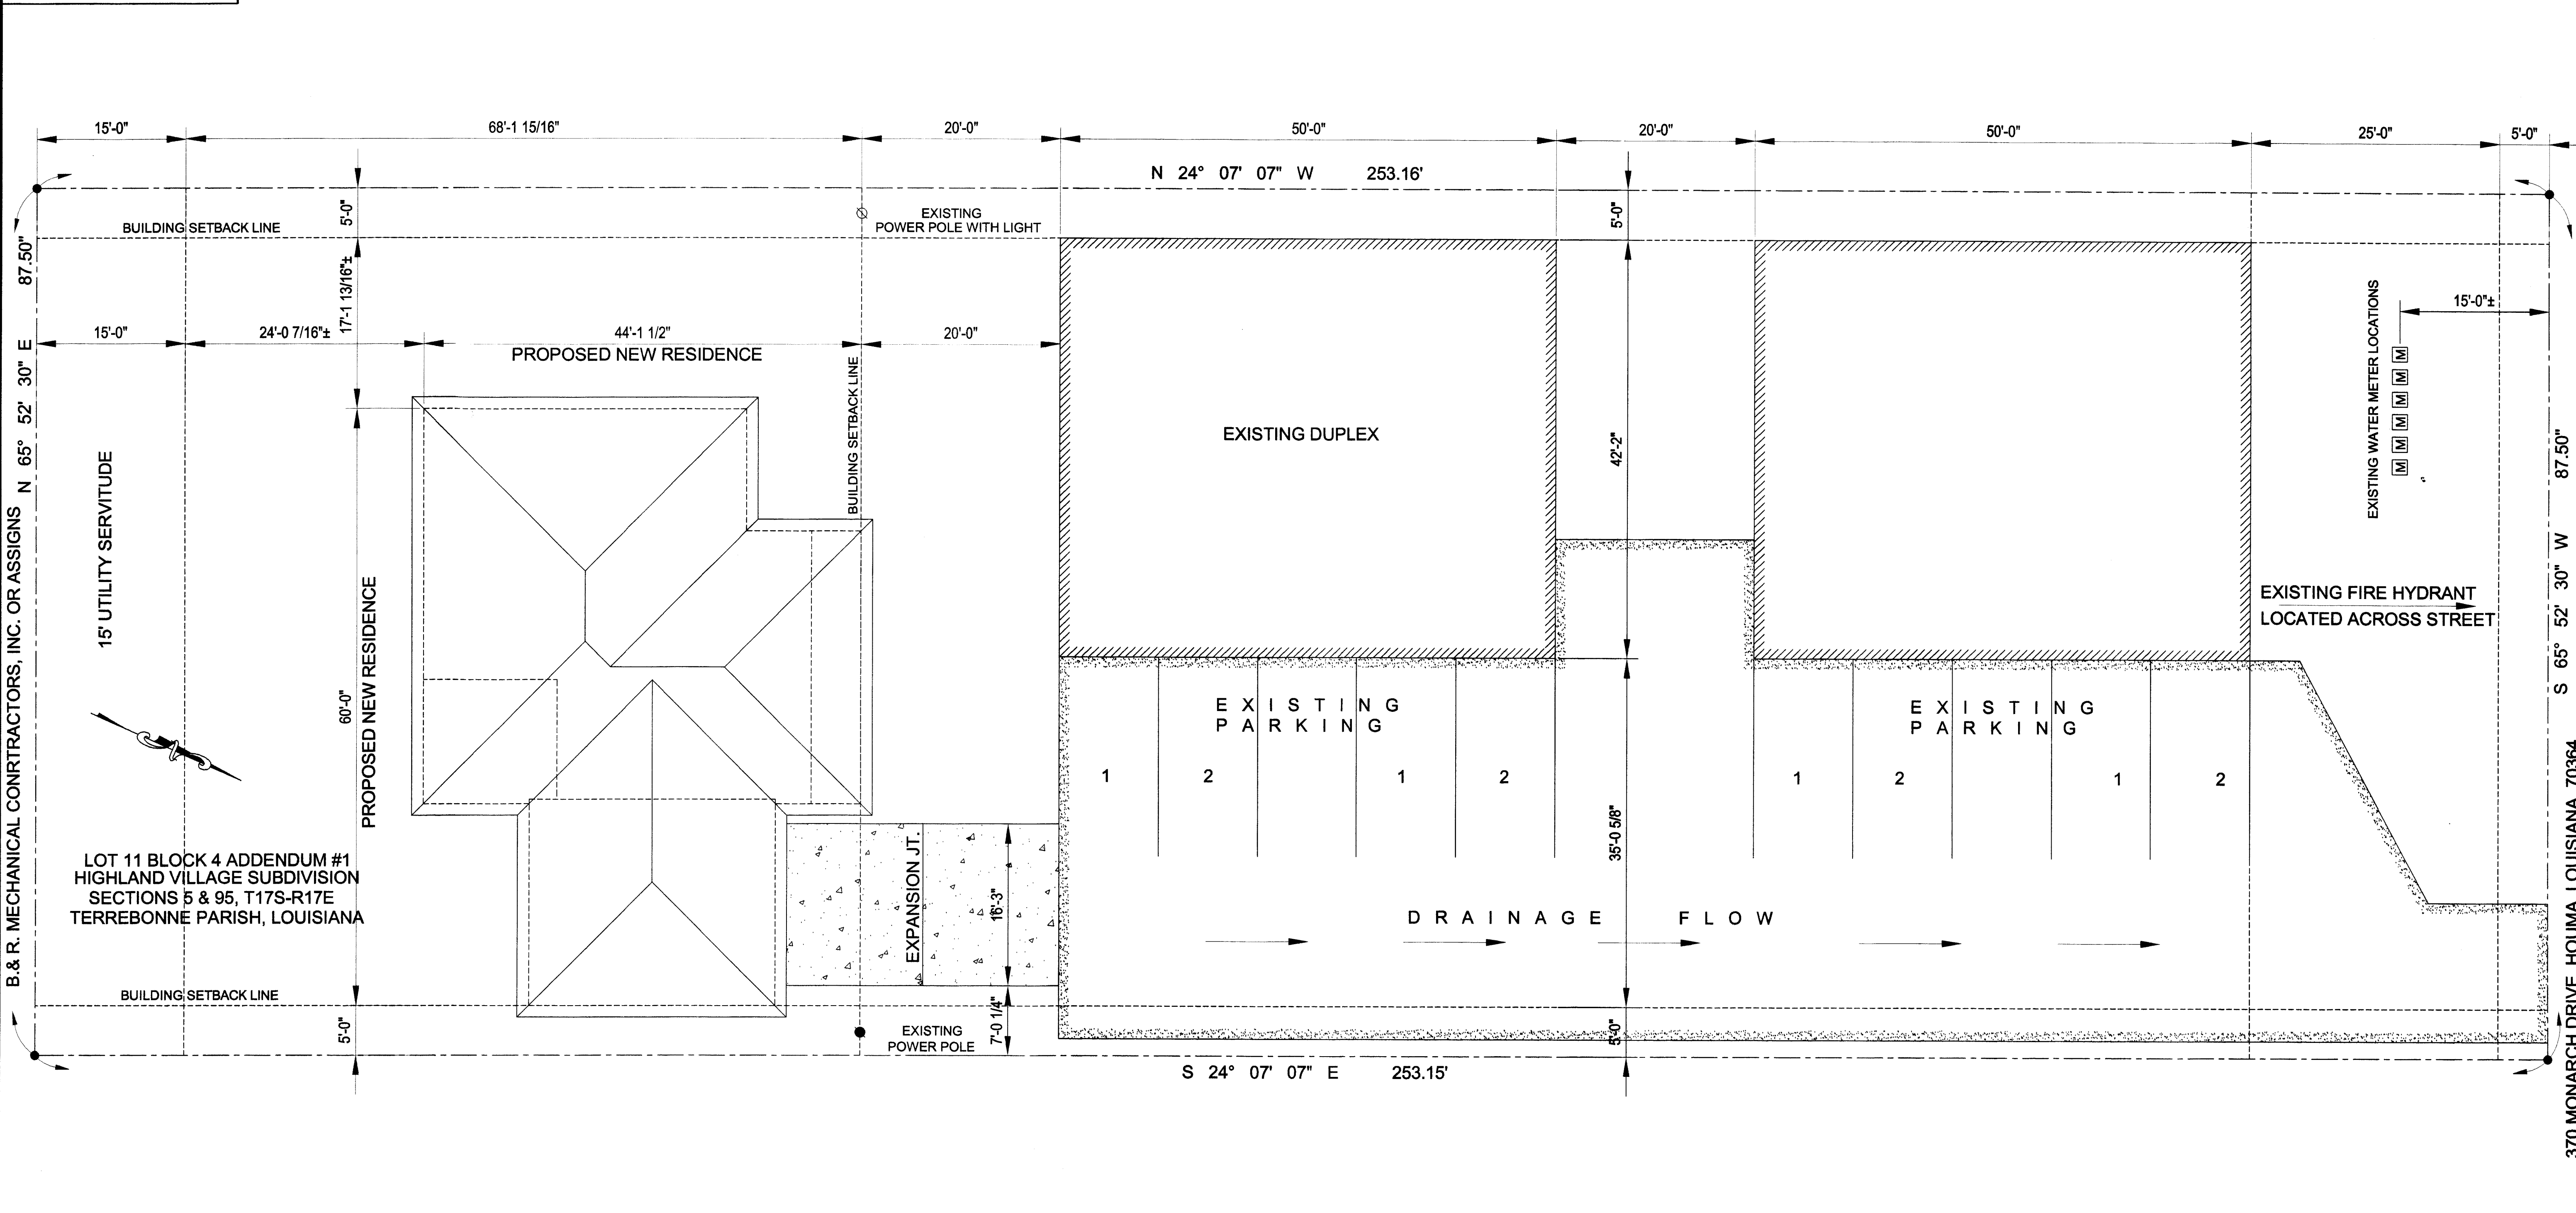 15'-0"
68'-1 15/16"
20'-0"
50'-0"
20'-0"
50'-0"
25'-0"
5'-0"
N 24° 07' 07" W 253.16'
5'-0"
BUILDING SETBACK LINE
EXISTING
POWER POLE WITH LIGHT
5'-0"
B.& R. MECHANICAL CONRTRACTORS, INC. OR ASSIGNS N 65° 52' 30" E 87.50"
17'-1 13/16"±
15'-0"
24'-0 7/16"±
44'-1 1/2"
20'-0"
PROPOSED NEW RESIDENCE
BUILDING SETBACK LINE
15' UTILITY SERVITUDE
60'-0"
PROPOSED NEW RESIDENCE
EXISTING DUPLEX
42'-2"
EXISTING WATER METER LOCATIONS
M M M M M M
15'-0"±
EXISTING FIRE HYDRANT
LOCATED ACROSS STREET
S 65° 52' 30" W 87.50"
EXISTING
PARKING
1 2 1 2
EXISTING
PARKING
1 2 1 2
35'-0 5/8"
LOT 11 BLOCK 4 ADDENDUM #1
HIGHLAND VILLAGE SUBDIVISION
SECTIONS 5 & 95, T17S-R17E
TERREBONNE PARISH, LOUISIANA
EXPANSION JT.
16'-3"
DRAINAGE FLOW
BUILDING SETBACK LINE
5'-0"
EXISTING
POWER POLE
7'-0 1/4"
5'-0"
S 24° 07' 07" E 253.15'
370 MONARCH DRIVE HOUMA LOUISIANA 70364